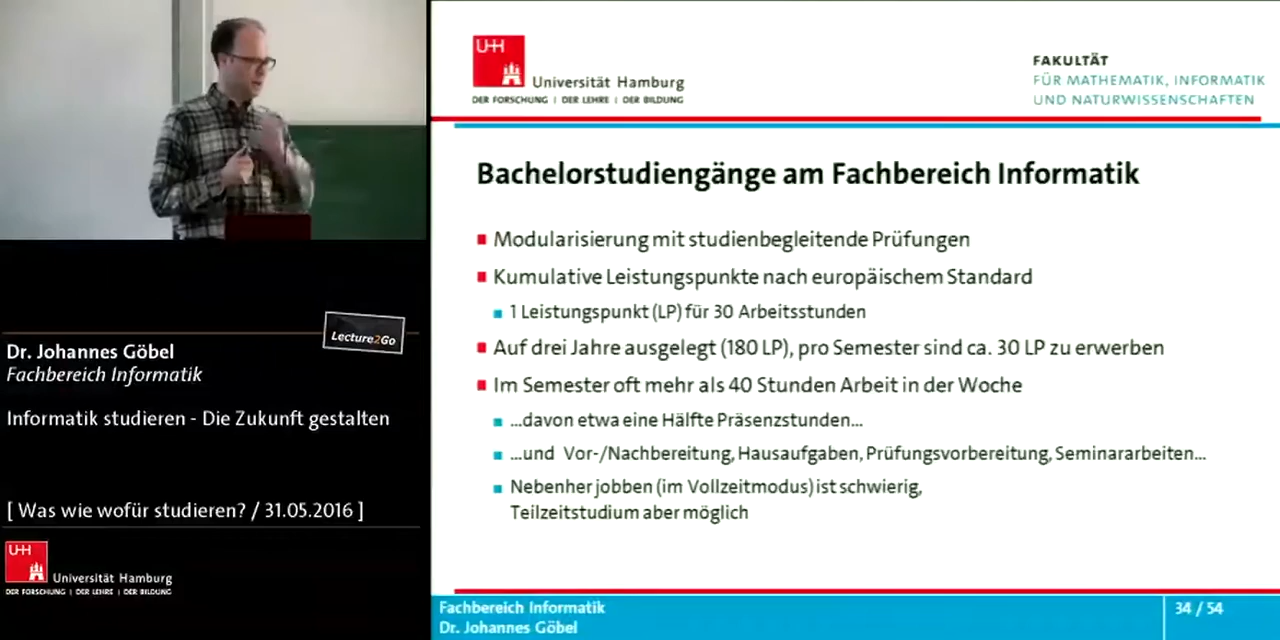 U+H
Universität Hamburg
DER FORSCHUNG | DER LEHRE | DER BILDUNG
FAKULTÄT
FÜR MATHEMATIK, INFORMATIK
UND NATURWISSENSCHAFTEN
Bachelorstudiengänge am Fachbereich Informatik
Modularisierung mit studienbegleitende Prüfungen
Kumulative Leistungspunkte nach europäischem Standard
1 Leistungspunkt (LP) für 30 Arbeitsstunden
Auf drei Jahre ausgelegt (180 LP), pro Semester sind ca. 30 LP zu erwerben
Im Semester oft mehr als 40 Stunden Arbeit in der Woche
...davon etwa eine Hälfte Präsenzstunden...
...und Vor-/Nachbereitung, Hausaufgaben, Prüfungsvorbereitung, Seminararbeiten...
Nebenher jobben (im Vollzeitmodus) ist schwierig,
Teilzeitstudium aber möglich
Fachbereich Informatik
Dr. Johannes Göbel
34 / 54
Lecture2Go
Dr. Johannes Göbel
Fachbereich Informatik
Informatik studieren - Die Zukunft gestalten
[ Was wie wofür studieren? / 31.05.2016 ]
U+H
Universität Hamburg
DER FORSCHUNG | DER LEHRE | DER BILDUNG